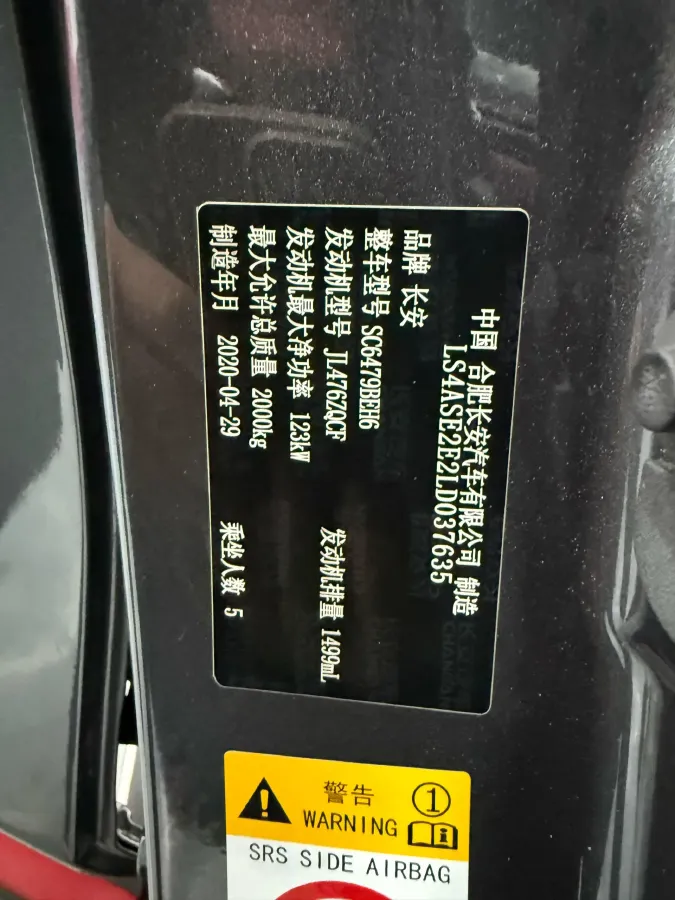 中国 合肥长安汽车有限公司 制造
LS4ASE2E2LD037635
品牌 长安
整车型号 SC6479BEH6
发动机型号 JL476ZQCF 发动机排量 1499mL
发动机最大净功率 123kW
最大允许总质量 2000kg
制造年月 2020-04-29 乘坐人数 5
警告 ①
WARNING
SRS SIDE AIRBAG